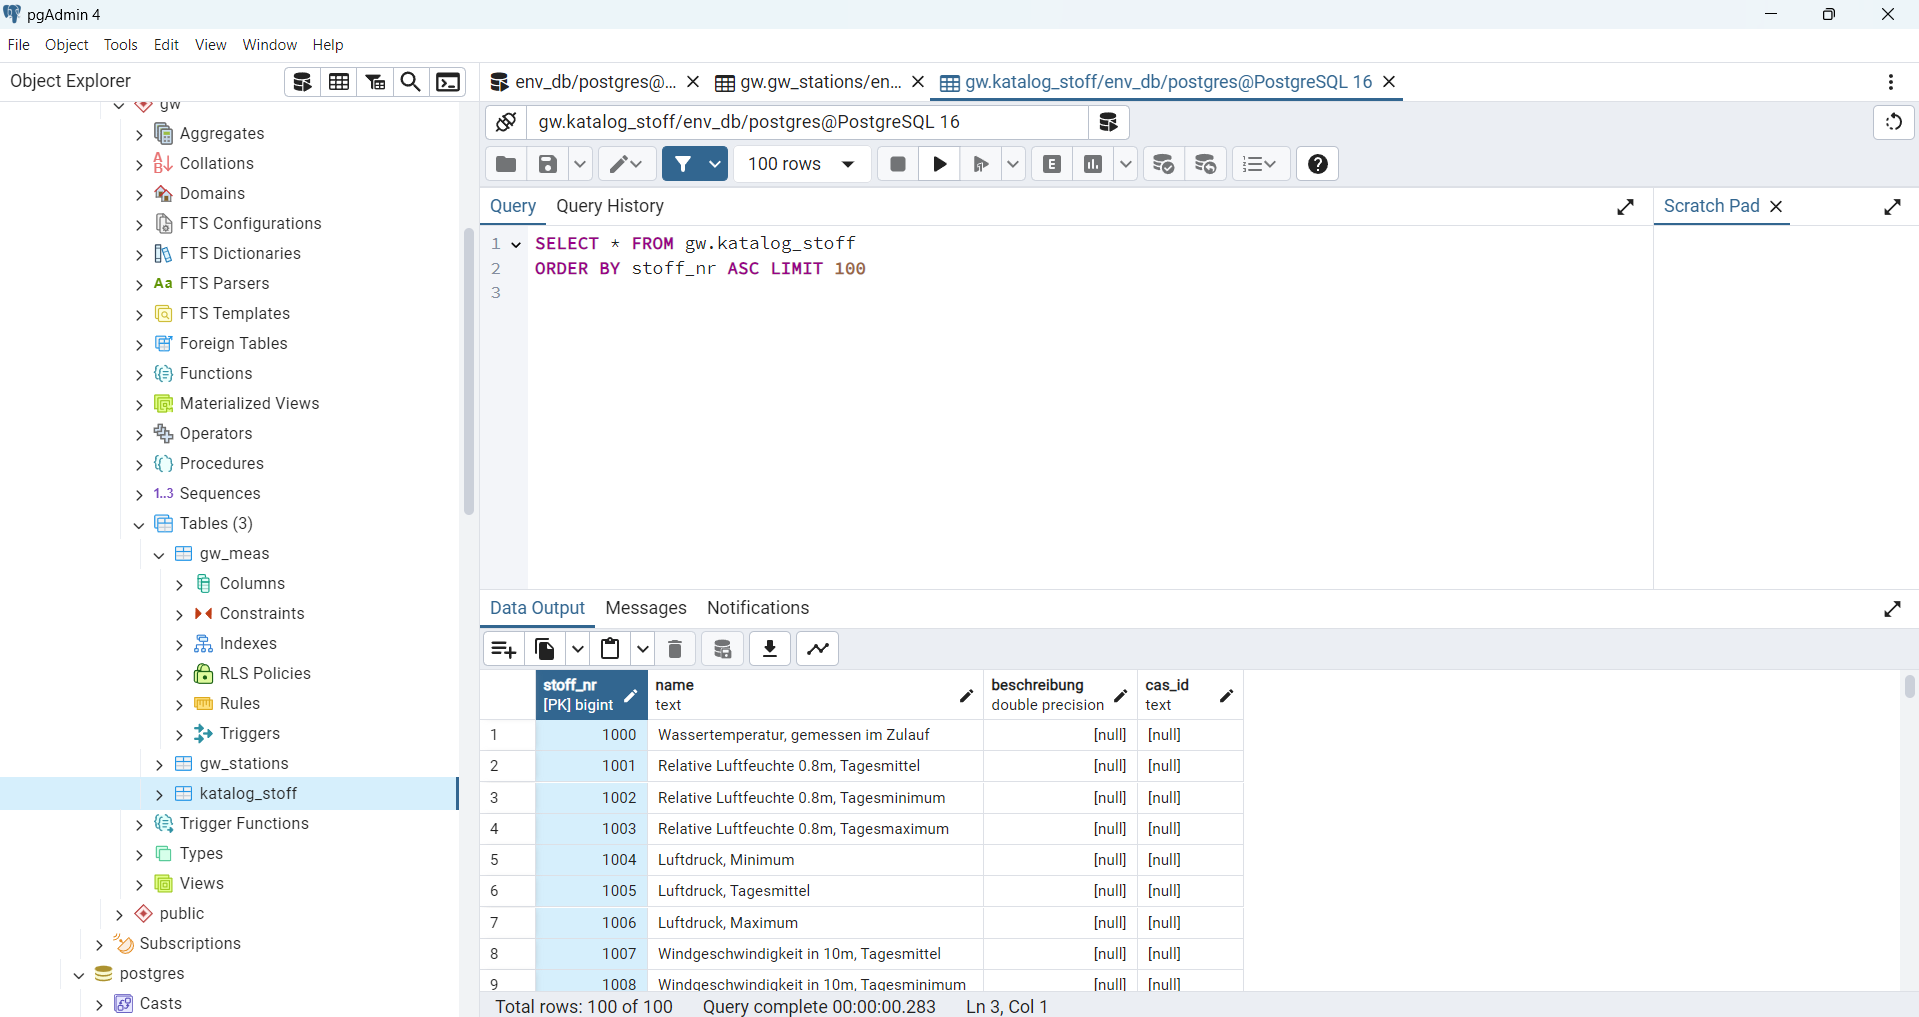 pgAdmin 4
File Object Tools Edit View Window Help
Object Explorer
env_db/postgres@... gw.gw_stations/en... gw.katalog_stoff/env_db/postgres@PostgreSQL 16
gw
Aggregates
Collations
Domains
FTS Configurations
FTS Dictionaries
Aa FTS Parsers
FTS Templates
Foreign Tables
Functions
Materialized Views
Operators
Procedures
1..3 Sequences
Tables (3)
gw_meas
Columns
Constraints
Indexes
RLS Policies
Rules
Triggers
gw_stations
katalog_stoff
Trigger Functions
Types
Views
public
Subscriptions
postgres
Casts
gw.katalog_stoff/env_db/postgres@PostgreSQL 16
100 rows E
Query Query History Scratch Pad
1 SELECT * FROM gw.katalog_stoff
2 ORDER BY stoff_nr ASC LIMIT 100
3
Data Output Messages Notifications
stoff_nr name beschreibung cas_id
[PK] bigint text double precision text
1 1000 Wassertemperatur, gemessen im Zulauf [null] [null]
2 1001 Relative Luftfeuchte 0.8m, Tagesmittel [null] [null]
3 1002 Relative Luftfeuchte 0.8m, Tagesminimum [null] [null]
4 1003 Relative Luftfeuchte 0.8m, Tagesmaximum [null] [null]
5 1004 Luftdruck, Minimum [null] [null]
6 1005 Luftdruck, Tagesmittel [null] [null]
7 1006 Luftdruck, Maximum [null] [null]
8 1007 Windgeschwindigkeit in 10m, Tagesmittel [null] [null]
9 1008 Windgeschwindigkeit in 10m, Tagesminimum [null] [null]
Total rows: 100 of 100 Query complete 00:00:00.283 Ln 3, Col 1